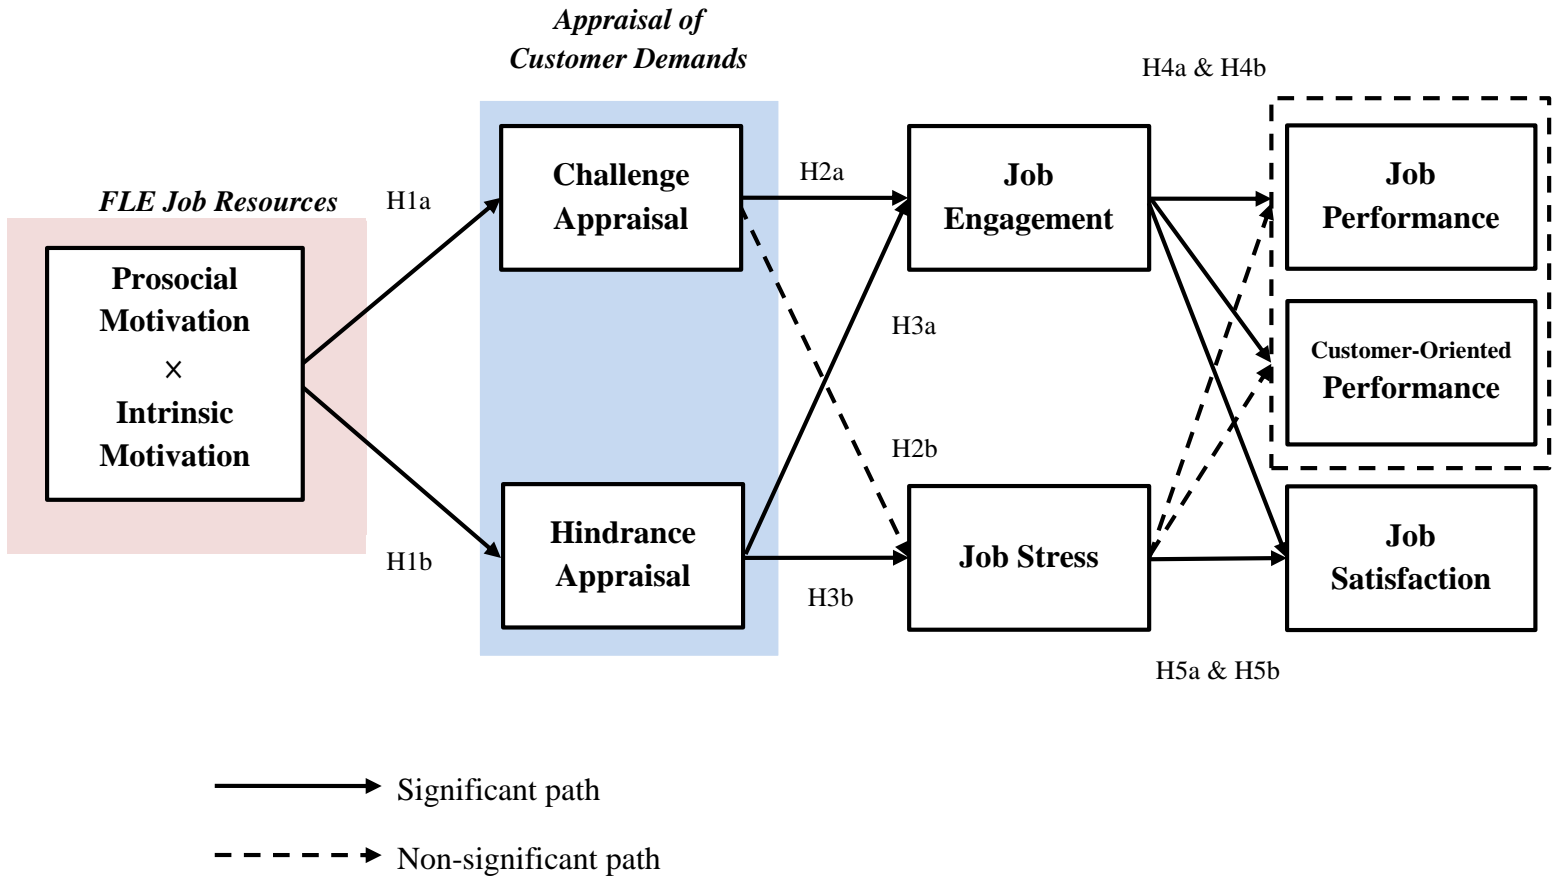 Appraisal of
Customer Demands
H4a & H4b
FLE Job Resources
H1a
Challenge
Appraisal
H2a
Job
Engagement
Job
Performance
Prosocial
Motivation
×
Intrinsic
Motivation
H3a
Customer-Oriented
Performance
H2b
H1b
Hindrance
Appraisal
H3b
Job Stress
Job
Satisfaction
H5a & H5b
Significant path
Non-significant path